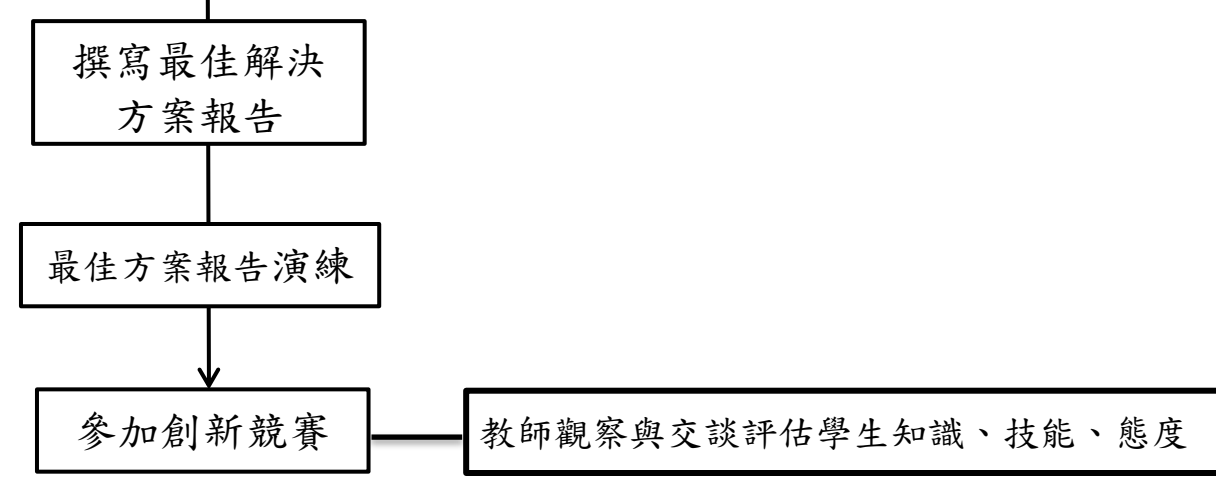 撰寫最佳解決
方案報告
最佳方案報告演練
參加創新競賽
教師觀察與交談評估學生知識、技能、態度